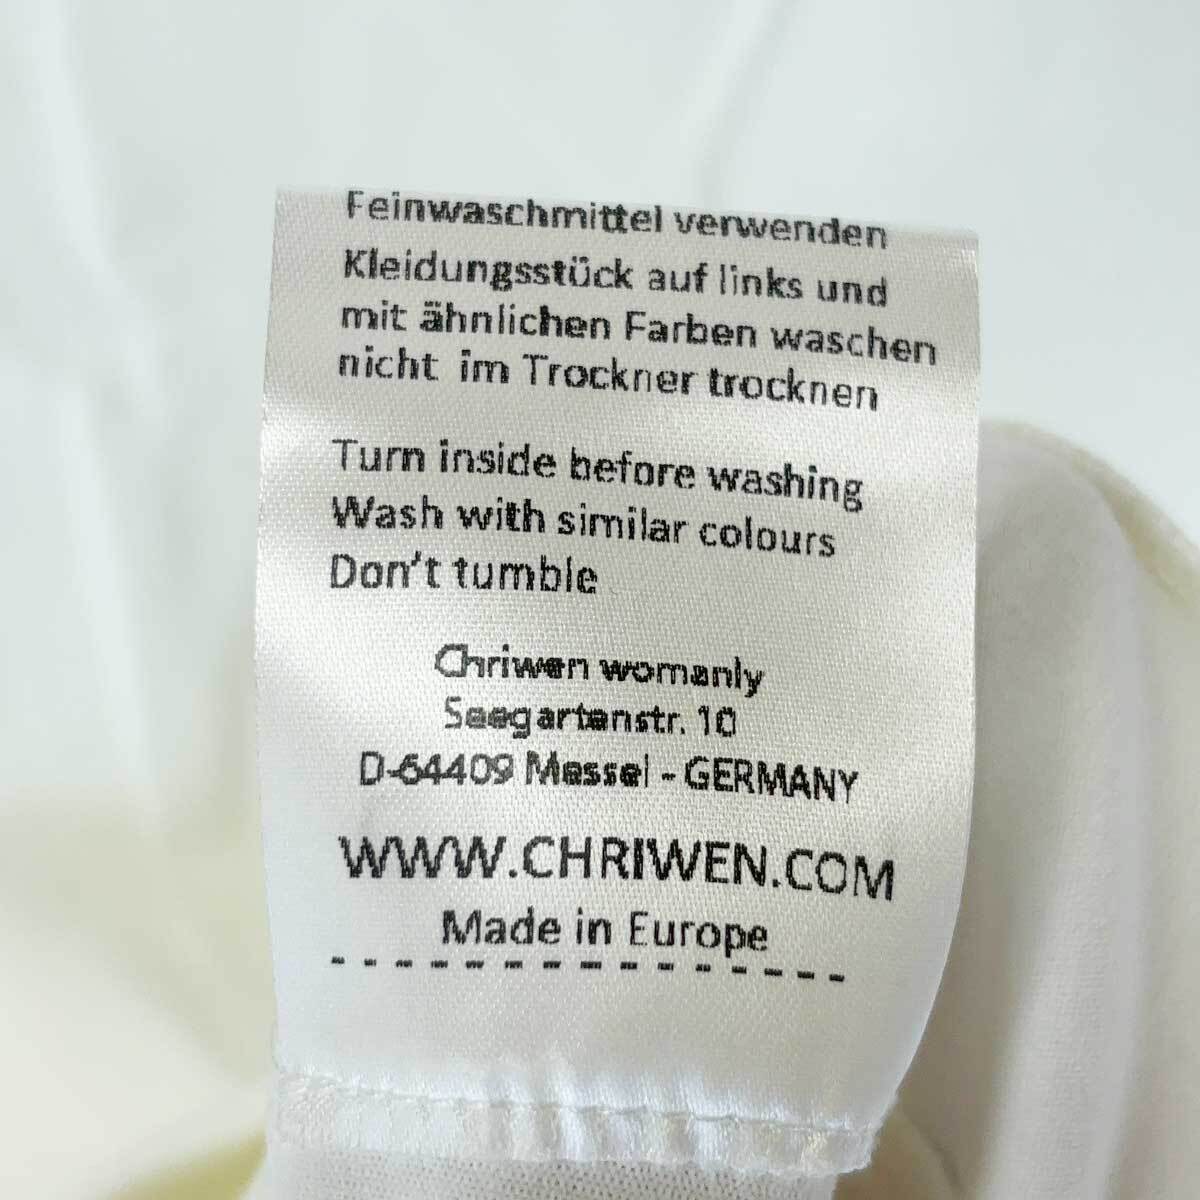 Feinwaschmittel verwenden
Kleidungsstück auf links und
mit ähnlichen Farben waschen
nicht im Trockner trocknen
Turn inside before washing
Wash with similar colours
Don't tumble
Chriwen womanly
Seegartenstr. 10
D-64409 Messel - GERMANY
WWW.CHRIWEN.COM
Made in Europe